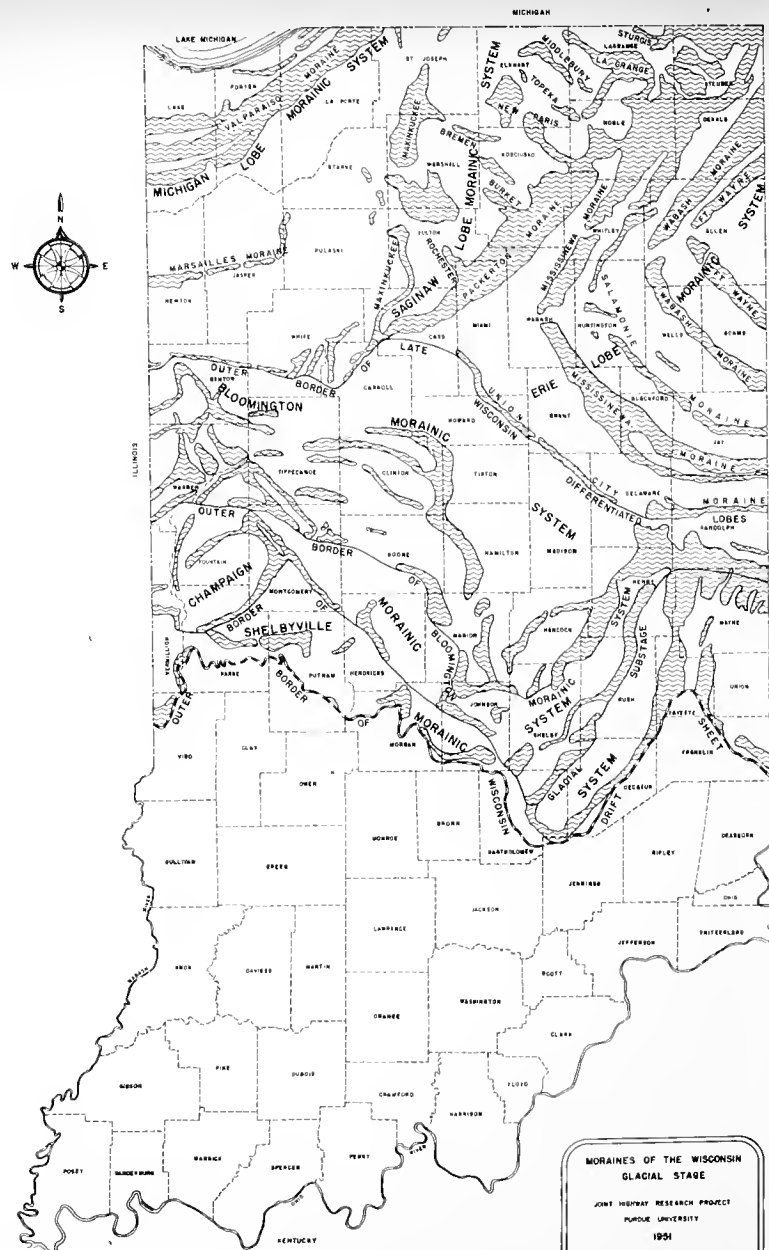 MICHIGAN
LAKE MICHIGAN
ST JOSEPH
ELKHART
LAGRANGE
STEUBEN
STURGIS
MIDDLEBURY
LA GRANGE
TOPEKA
NEW PARIS
PORTER
LAKE
LA PORTE
VALPARAISO MORAINE
MICHIGAN LOBE MORAINIC SYSTEM
NOBLE
DEKALB
STARKE
MARSHALL
KOSCIUSKO
MAXINKUCKEE
BREMEN
BURKET
WHITLEY
ALLEN
WABASH MORAINE
FT. WAYNE
N
W
E
S
MARSAILLES MORAINE
NEWTON
JASPER
PULASKI
FULTON
ROCHESTER
MAXINKUCKEE
SAGINAW LOBE MORAINIC SYSTEM
PACKERTON MORAINE
MISSISSINEWA MORAINE
SALAMONIE MORAINE
WABASH MORAINE
FT. WAYNE
WHITE
CASS
MIAMI
WABASH
HUNTINGTON
WELLS
ADAMS
ERIE LOBE MORAINIC SYSTEM
OUTER BORDER OF LATE WISCONSIN DIFFERENTIATED LOBES
UNION CITY MORAINE
MISSISSINEWA MORAINE
BENTON
CARROLL
HOWARD
GRANT
BLACKFORD
JAY
BLOOMINGTON MORAINIC SYSTEM
ILLINOIS
WARREN
TIPPECANOE
CLINTON
TIPTON
DELAWARE
RANDOLPH
OUTER BORDER OF BLOOMINGTON MORAINIC SYSTEM
FOUNTAIN
MONTGOMERY
BOONE
HAMILTON
MADISON
HENRY
WAYNE
CHAMPAIGN MORAINIC SYSTEM
BORDER OF
SHELBYVILLE MORAINIC SYSTEM
VERMILLION
PARKE
PUTNAM
HENDRICKS
MARION
HANCOCK
RUSH
FAYETTE
UNION
OUTER BORDER OF WISCONSIN DRIFT SHEET
GLACIAL SUBSTAGE
VIGO
CLAY
OWEN
MORGAN
JOHNSON
SHELBY
DECATUR
FRANKLIN
SULLIVAN
GREEN
MONROE
BROWN
BARTHOLOMEW
JENNINGS
RIPLEY
DEARBORN
OHIO
SWITZERLAND
WABASH RIVER
KNOX
DAVIESS
MARTIN
LAWRENCE
JACKSON
JEFFERSON
SCOTT
ORANGE
WASHINGTON
CLARK
GIBSON
PIKE
DUBOIS
CRAWFORD
HARRISON
FLOYD
POSEY
VANDERBURG
WARRICK
SPENCER
PERRY
OHIO RIVER
KENTUCKY
MORAINES OF THE WISCONSIN
GLACIAL STAGE
JOINT HIGHWAY RESEARCH PROJECT
PURDUE UNIVERSITY
1951